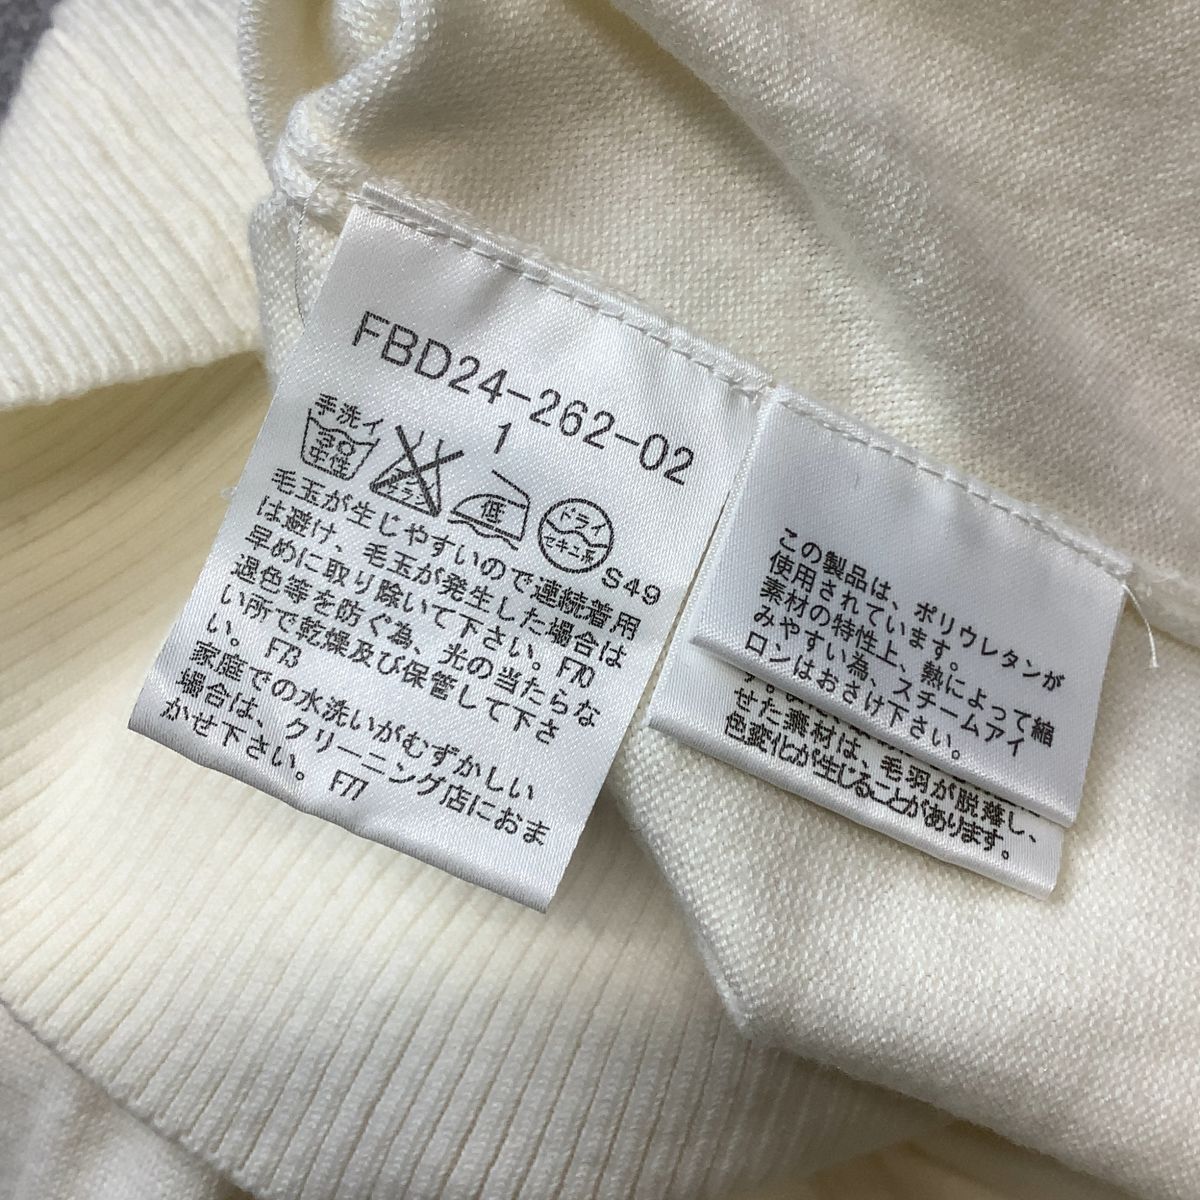 FBD24-262-02
1
手洗イ
30
中性
エンソ
サラシ
低
ドライ
セキユ系
S49
毛玉が生じやすいので連続着用
は避け、毛玉が発生した場合は
早めに取り除いて下さい。F70
退色等を防ぐ為、光の当たらな
い所で乾燥及び保管して下さ
い。 F73
家庭での水洗いがむずかしい
場合は、クリーニング店におま
かせ下さい。 F77
この製品は、ポリウレタンが
使用されています。
素材の特性上、熱によって縮
みやすい為、スチームアイ
ロンはおさけ下さい。
せた素材は、毛羽が脱落し、
色変化が生じることがあります。